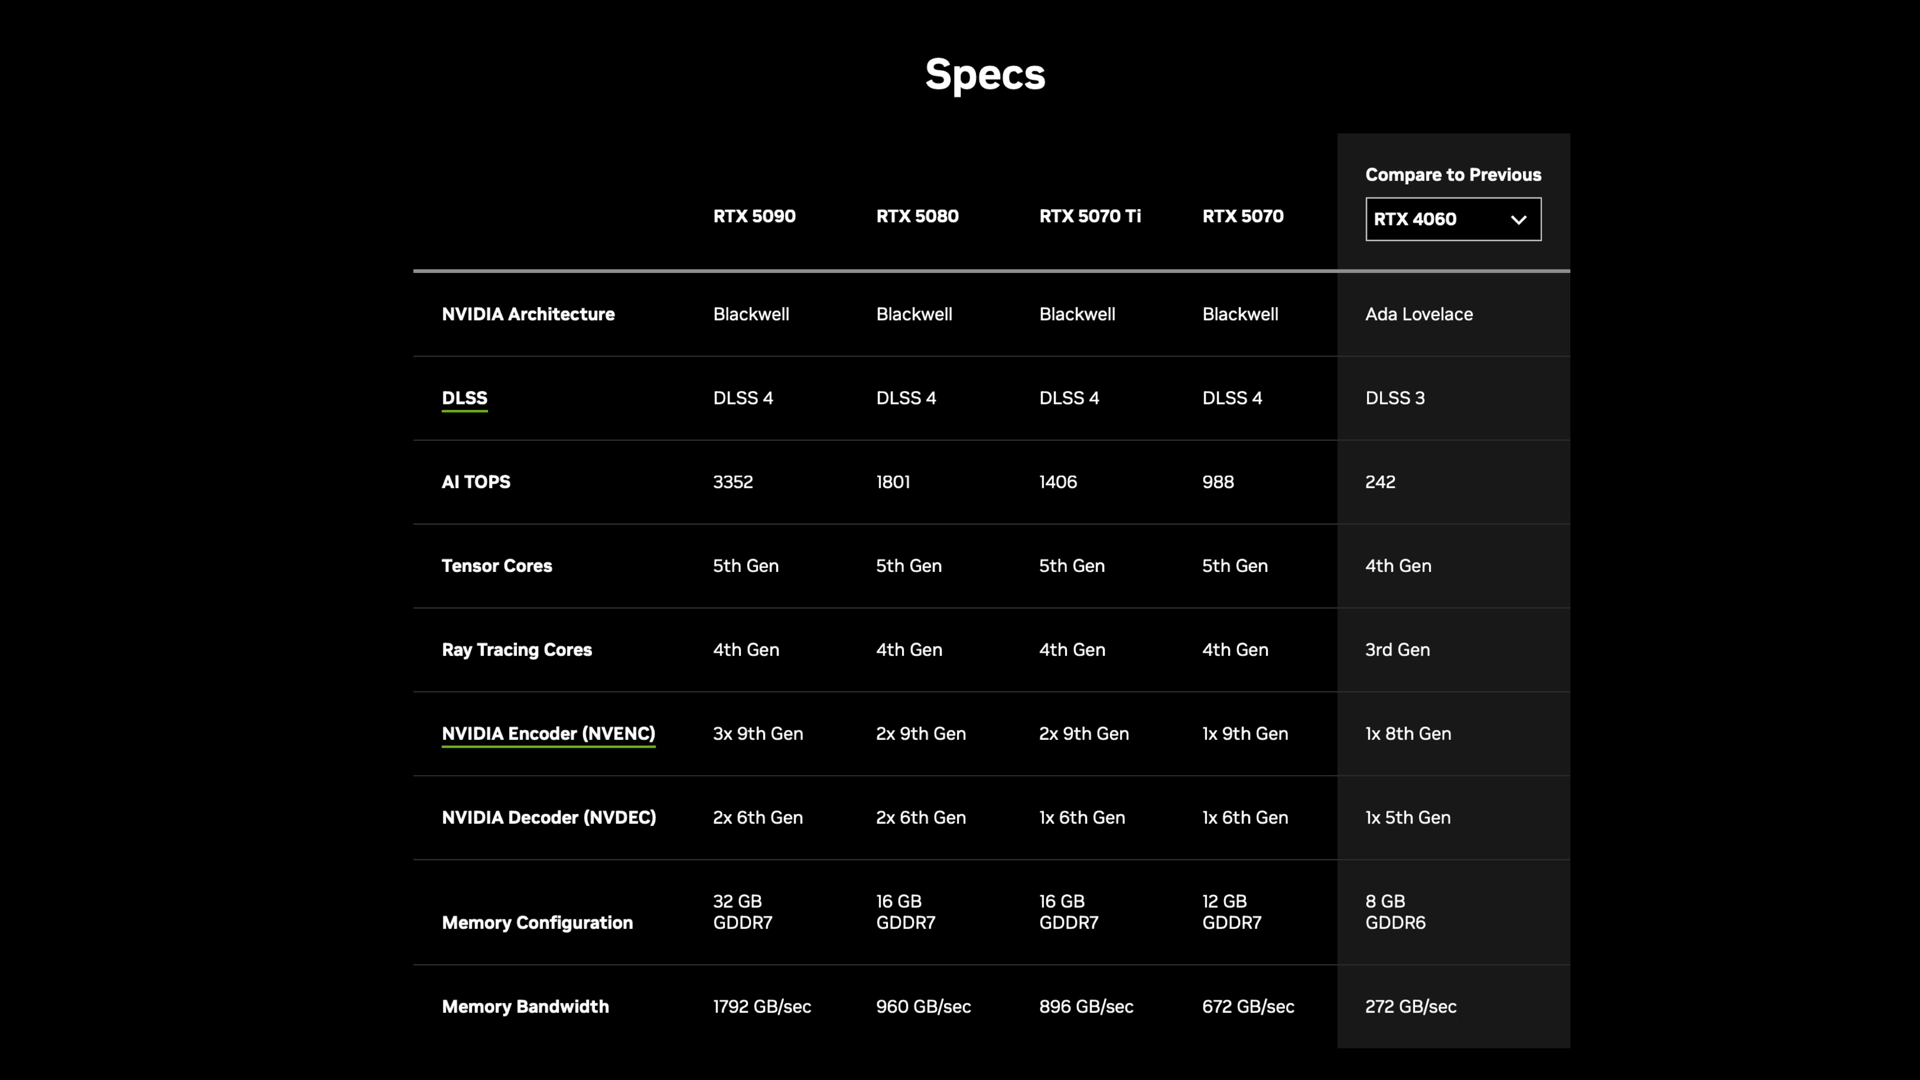 Specs
Compare to Previous
RTX 5090 RTX 5080 RTX 5070 Ti RTX 5070 RTX 4060
NVIDIA Architecture Blackwell Blackwell Blackwell Blackwell Ada Lovelace
DLSS DLSS 4 DLSS 4 DLSS 4 DLSS 4 DLSS 3
AI TOPS 3352 1801 1406 988 242
Tensor Cores 5th Gen 5th Gen 5th Gen 5th Gen 4th Gen
Ray Tracing Cores 4th Gen 4th Gen 4th Gen 4th Gen 3rd Gen
NVIDIA Encoder (NVENC) 3x 9th Gen 2x 9th Gen 2x 9th Gen 1x 9th Gen 1x 8th Gen
NVIDIA Decoder (NVDEC) 2x 6th Gen 2x 6th Gen 1x 6th Gen 1x 6th Gen 1x 5th Gen
32 GB 16 GB 16 GB 12 GB 8 GB
Memory Configuration GDDR7 GDDR7 GDDR7 GDDR7 GDDR6
Memory Bandwidth 1792 GB/sec 960 GB/sec 896 GB/sec 672 GB/sec 272 GB/sec